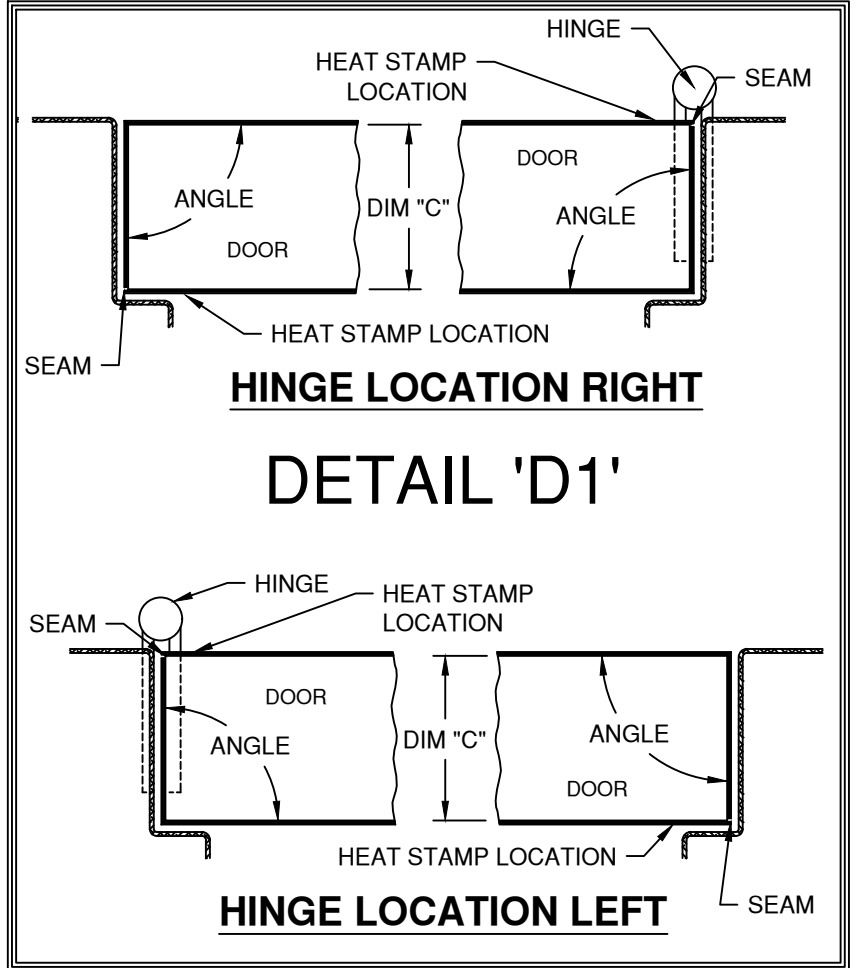 HINGE
HEAT STAMP
LOCATION
SEAM
DOOR
ANGLE
DIM "C"
ANGLE
DOOR
HEAT STAMP LOCATION
SEAM
HINGE LOCATION RIGHT
DETAIL 'D1'
HINGE
HEAT STAMP
LOCATION
SEAM
DOOR
ANGLE
DIM "C"
ANGLE
DOOR
HEAT STAMP LOCATION
SEAM
HINGE LOCATION LEFT